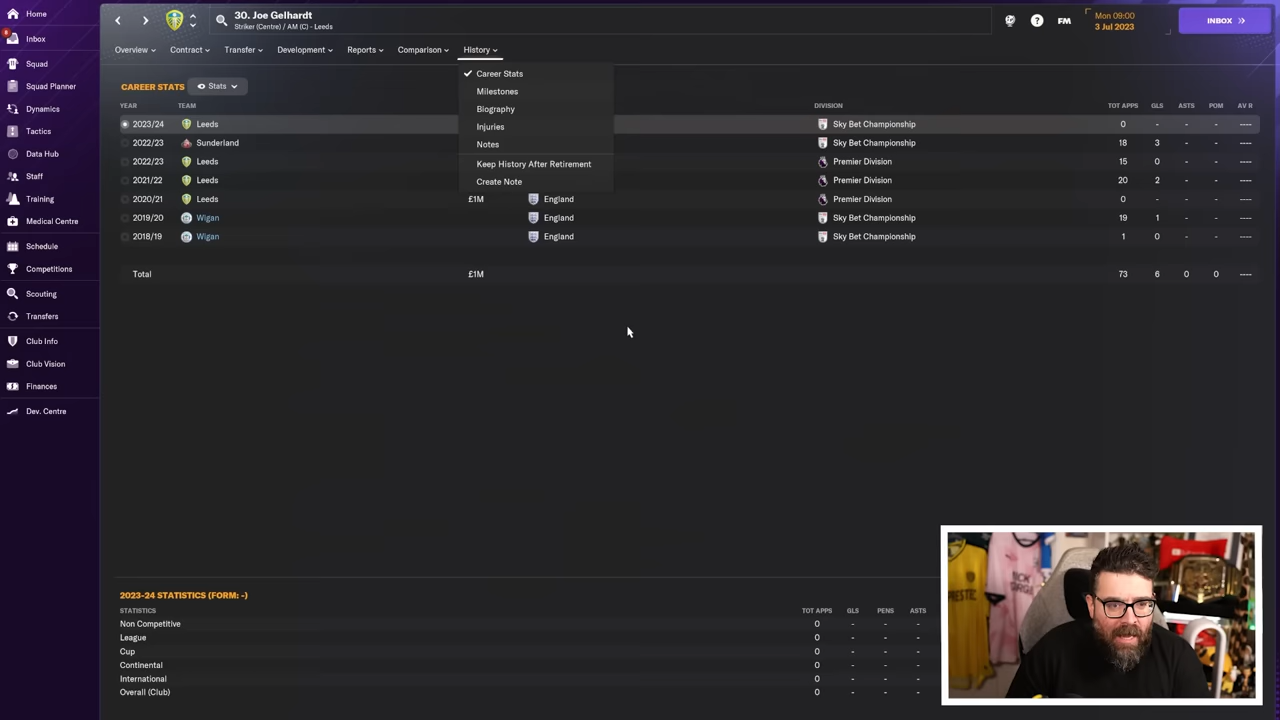 Home
6
Inbox
Squad
Squad Planner
Dynamics
Tactics
Data Hub
Staff
Training
Medical Centre
Schedule
Competitions
Scouting
Transfers
Club Info
Club Vision
Finances
Dev. Centre
30. Joe Gelhardt
Striker (Centre) / AM (C) - Leeds
?
FM
Mon 09:00
3 Jul 2023
INBOX
Overview
Contract
Transfer
Development
Reports
Comparison
History
Career Stats
Milestones
Biography
Injuries
Notes
Keep History After Retirement
Create Note
CAREER STATS Stats
YEAR TEAM DIVISION TOT APPS GLS ASTS POM AV R
2023/24 Leeds Sky Bet Championship 0 - - - ----
2022/23 Sunderland Sky Bet Championship 18 3 - - ----
2022/23 Leeds Premier Division 15 0 - - ----
2021/22 Leeds Premier Division 20 2 - - ----
2020/21 Leeds £1M England Premier Division 0 - - - ----
2019/20 Wigan England Sky Bet Championship 19 1 - - ----
2018/19 Wigan England Sky Bet Championship 1 0 - - ----
Total £1M 73 6 0 0 ----
2023-24 STATISTICS (FORM: -)
STATISTICS TOT APPS GLS PENS ASTS
Non Competitive 0 - - -
League 0 - - -
Cup 0 - - -
Continental 0 - - -
International 0 - - -
Overall (Club) 0 - - -